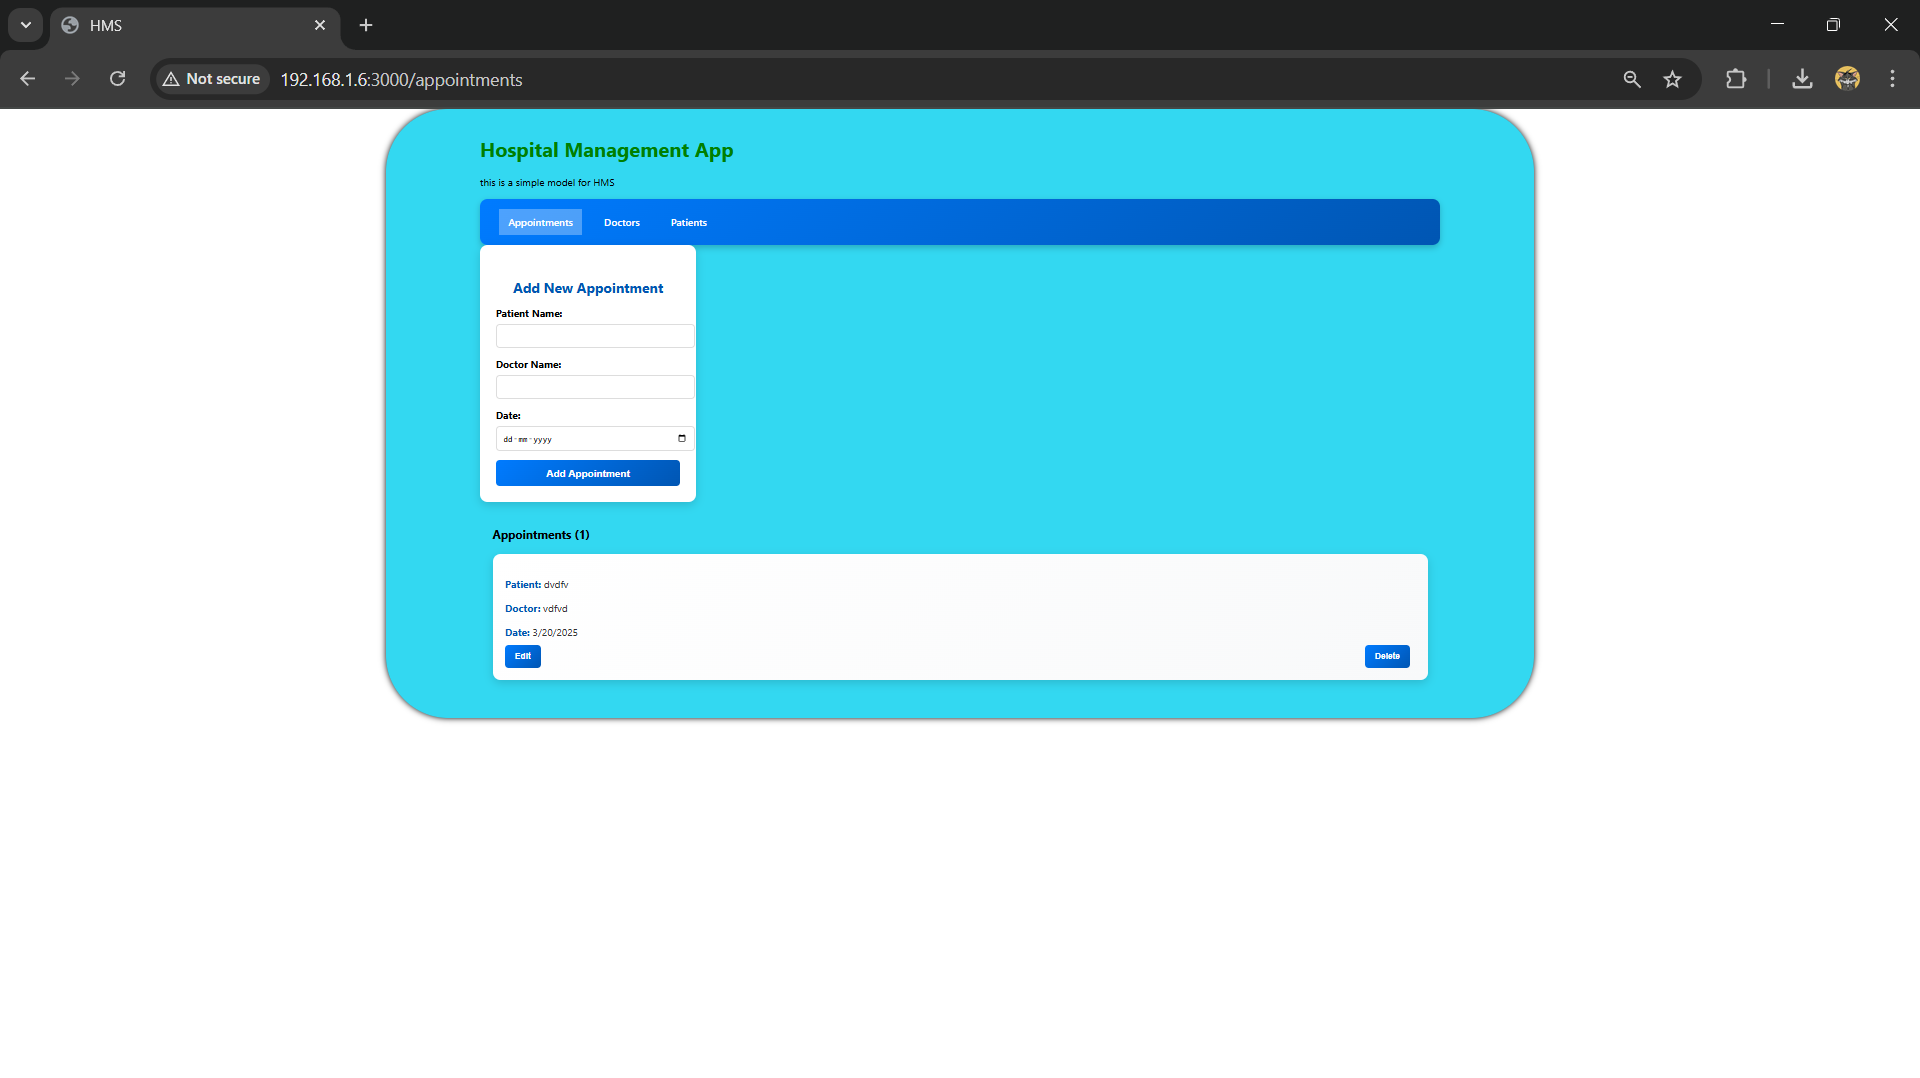 HMS
Not secure 192.168.1.6:3000/appointments
Hospital Management App
this is a simple model for HMS
Appointments Doctors Patients
Add New Appointment
Patient Name:
Doctor Name:
Date:
dd-mm-yyyy
Add Appointment
Appointments (1)
Patient: dvdfv
Doctor: vdfvd
Date: 3/20/2025
Edit Delete